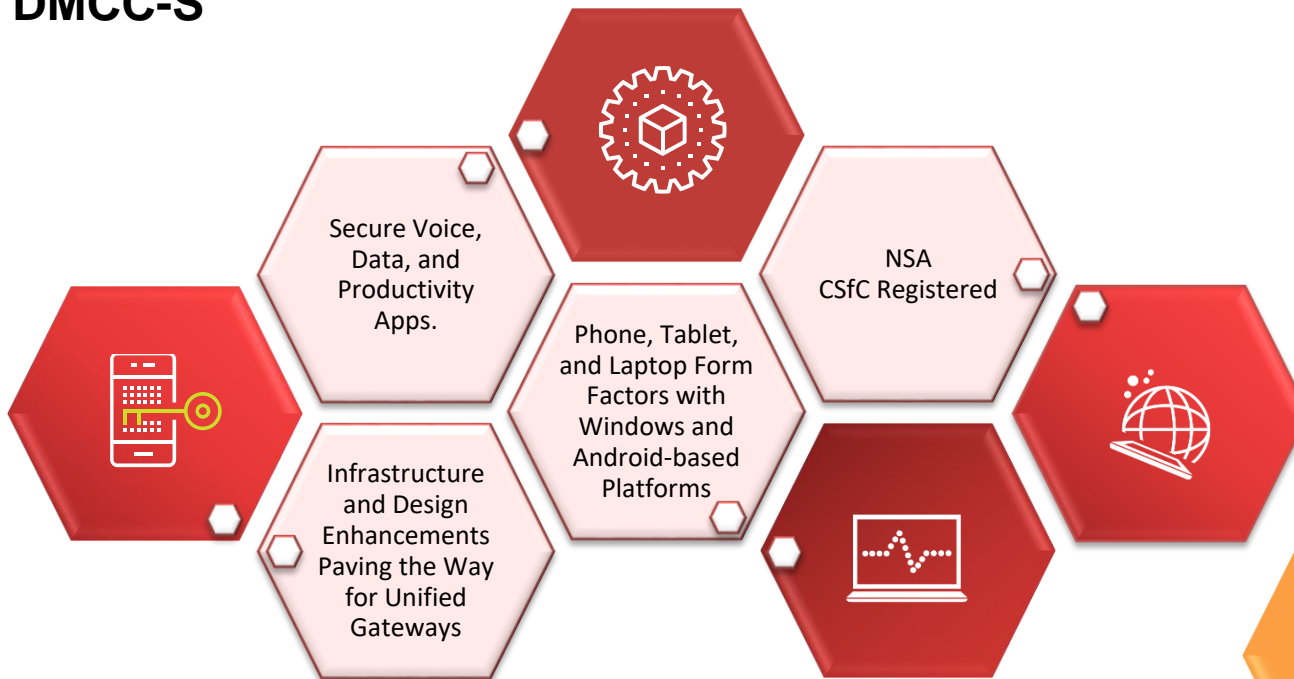 DMCC-S
Secure Voice,
Data, and
Productivity
Apps.
NSA
CSfC Registered
Phone, Tablet,
and Laptop Form
Factors with
Windows and
Android-based
Platforms
Infrastructure
and Design
Enhancements
Paving the Way
for Unified
Gateways